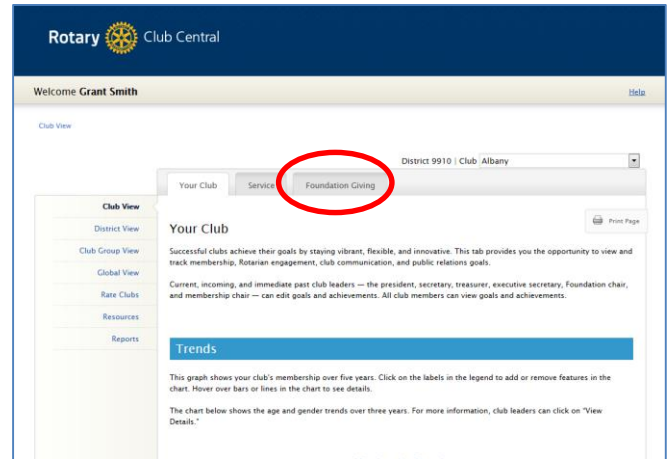 Rotary Club Central
Welcome Grant Smith Help
Club View
District 9910 | Club Albany
Your Club Service Foundation Giving
Club View
District View
Club Group View
Global View
Rate Clubs
Resources
Reports
Print Page
Your Club
Successful clubs achieve their goals by staying vibrant, flexible, and innovative. This tab provides you the opportunity to view and
track membership, Rotarian engagement, club communication, and public relations goals.
Current, incoming, and immediate past club leaders — the president, secretary, treasurer, executive secretary, Foundation chair,
and membership chair — can edit goals and achievements. All club members can view goals and achievements.
Trends
This graph shows your club's membership over five years. Click on the labels in the legend to add or remove features in the
chart. Hover over bars or lines in the chart to see details.
The chart below shows the age and gender trends over three years. For more information, club leaders can click on "View
Details."